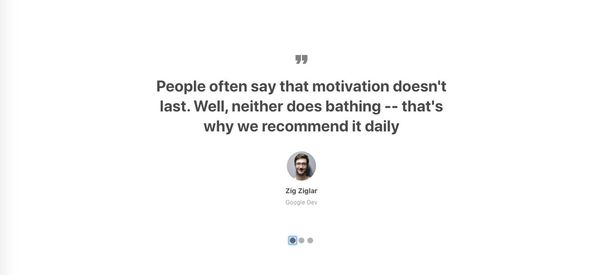 ❞
People often say that motivation doesn't
last. Well, neither does bathing -- that's
why we recommend it daily
Zig Ziglar
Google Dev